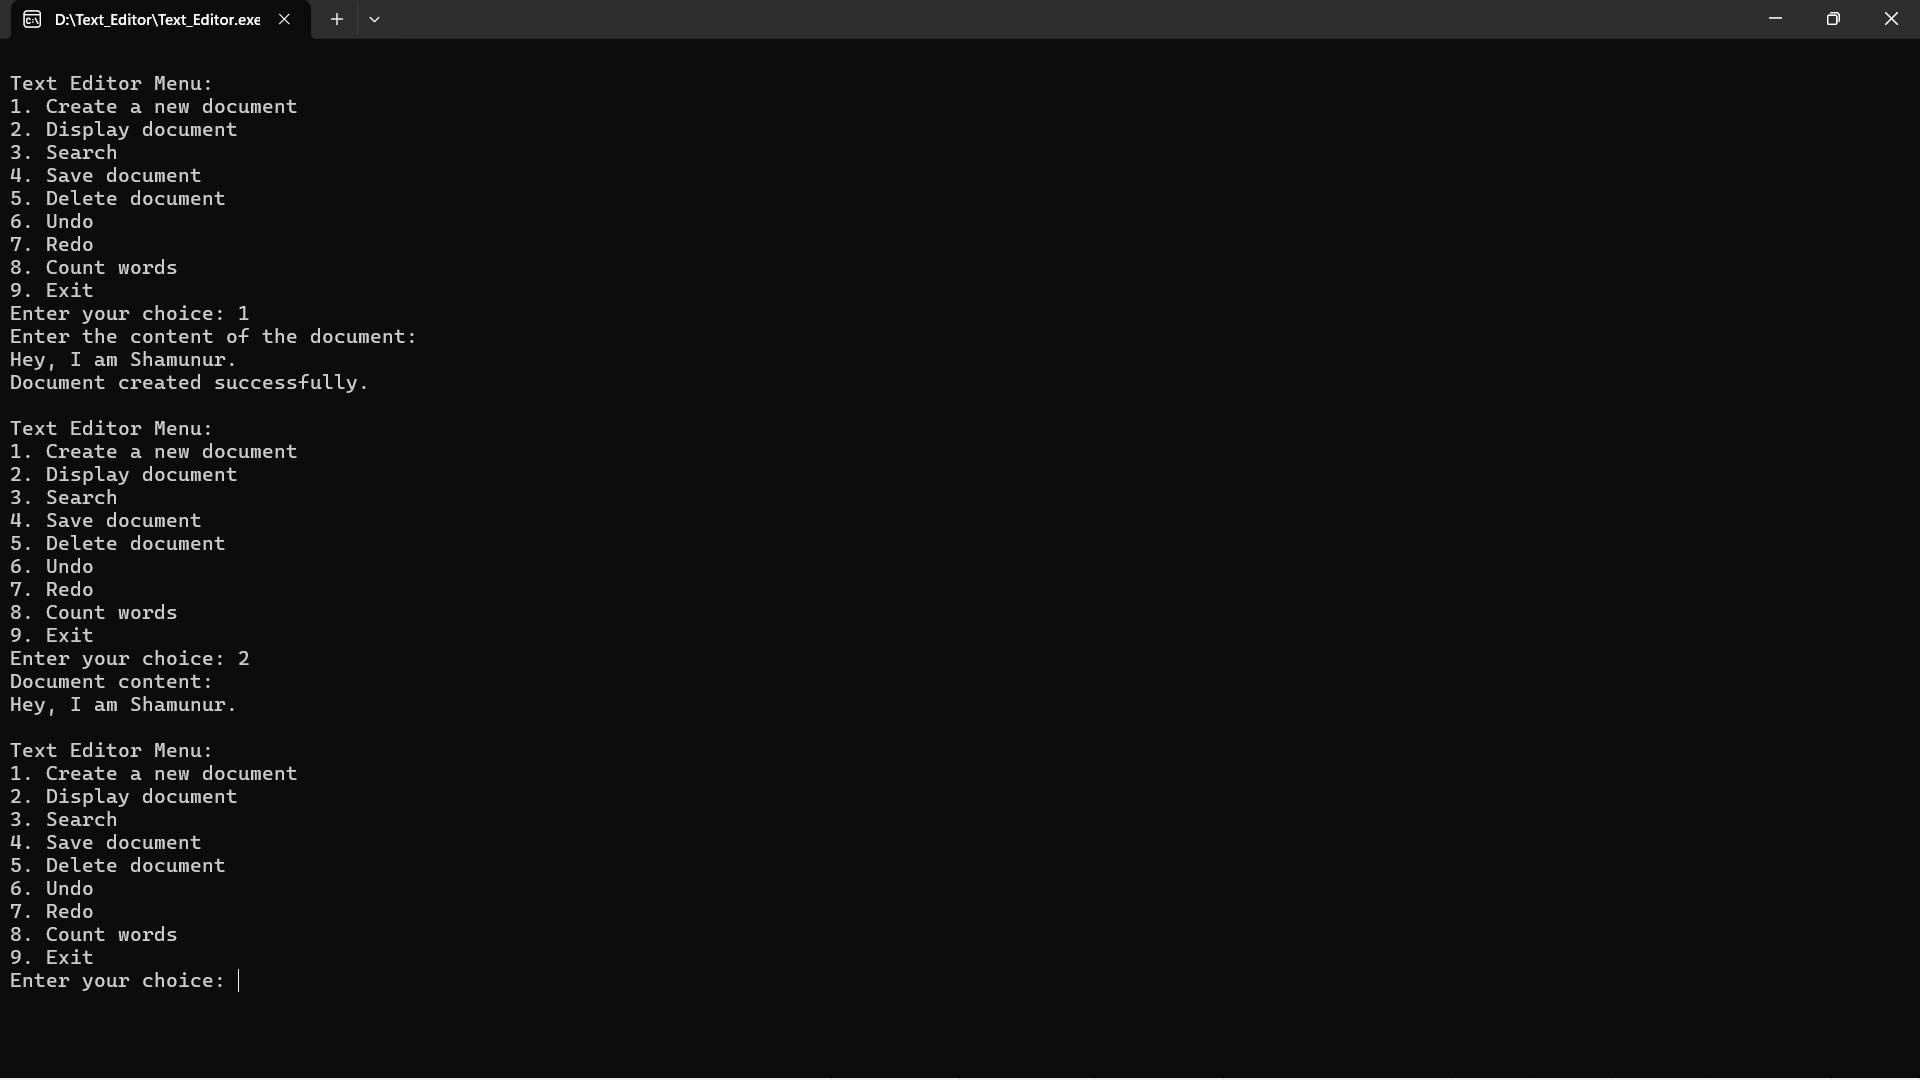 D:\Text_Editor\Text_Editor.exe
Text Editor Menu:
1. Create a new document
2. Display document
3. Search
4. Save document
5. Delete document
6. Undo
7. Redo
8. Count words
9. Exit
Enter your choice: 1
Enter the content of the document:
Hey, I am Shamunur.
Document created successfully.
Text Editor Menu:
1. Create a new document
2. Display document
3. Search
4. Save document
5. Delete document
6. Undo
7. Redo
8. Count words
9. Exit
Enter your choice: 2
Document content:
Hey, I am Shamunur.
Text Editor Menu:
1. Create a new document
2. Display document
3. Search
4. Save document
5. Delete document
6. Undo
7. Redo
8. Count words
9. Exit
Enter your choice: